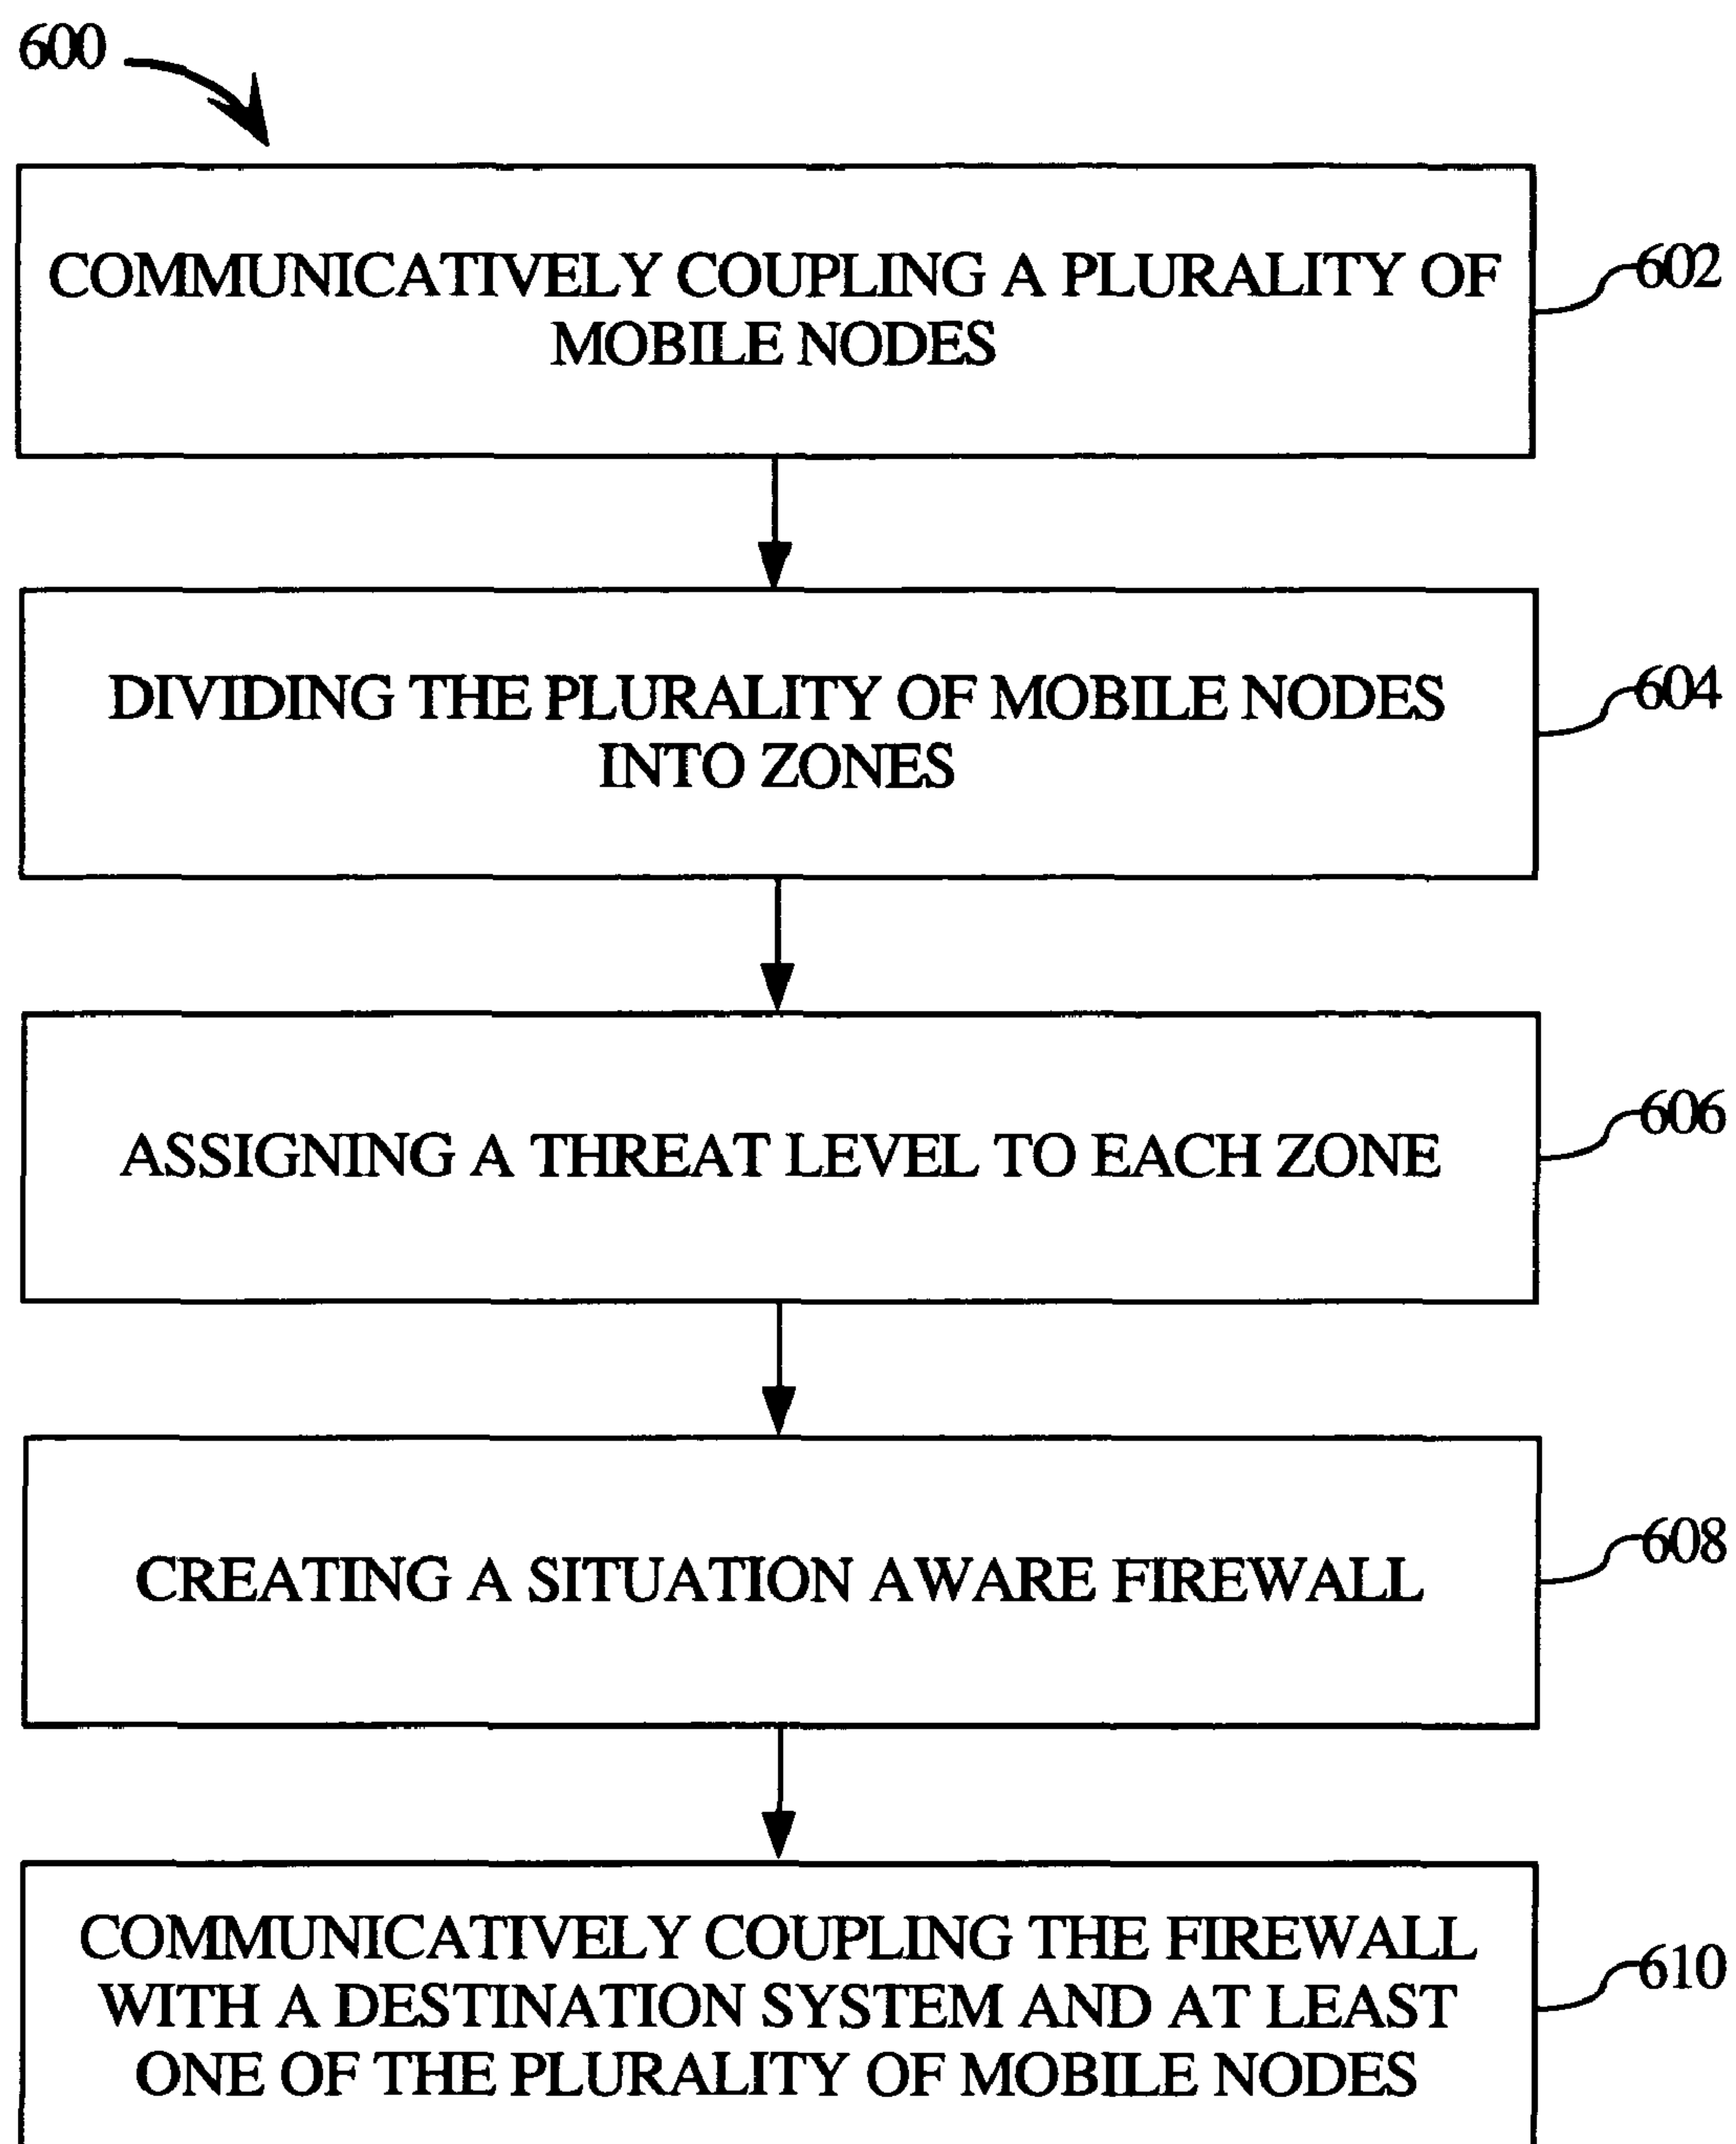 600
COMMUNICATIVELY COUPLING A PLURALITY OF
MOBILE NODES
602
DIVIDING THE PLURALITY OF MOBILE NODES
INTO ZONES
604
ASSIGNING A THREAT LEVEL TO EACH ZONE
606
CREATING A SITUATION AWARE FIREWALL
608
COMMUNICATIVELY COUPLING THE FIREWALL
WITH A DESTINATION SYSTEM AND AT LEAST
ONE OF THE PLURALITY OF MOBILE NODES
610